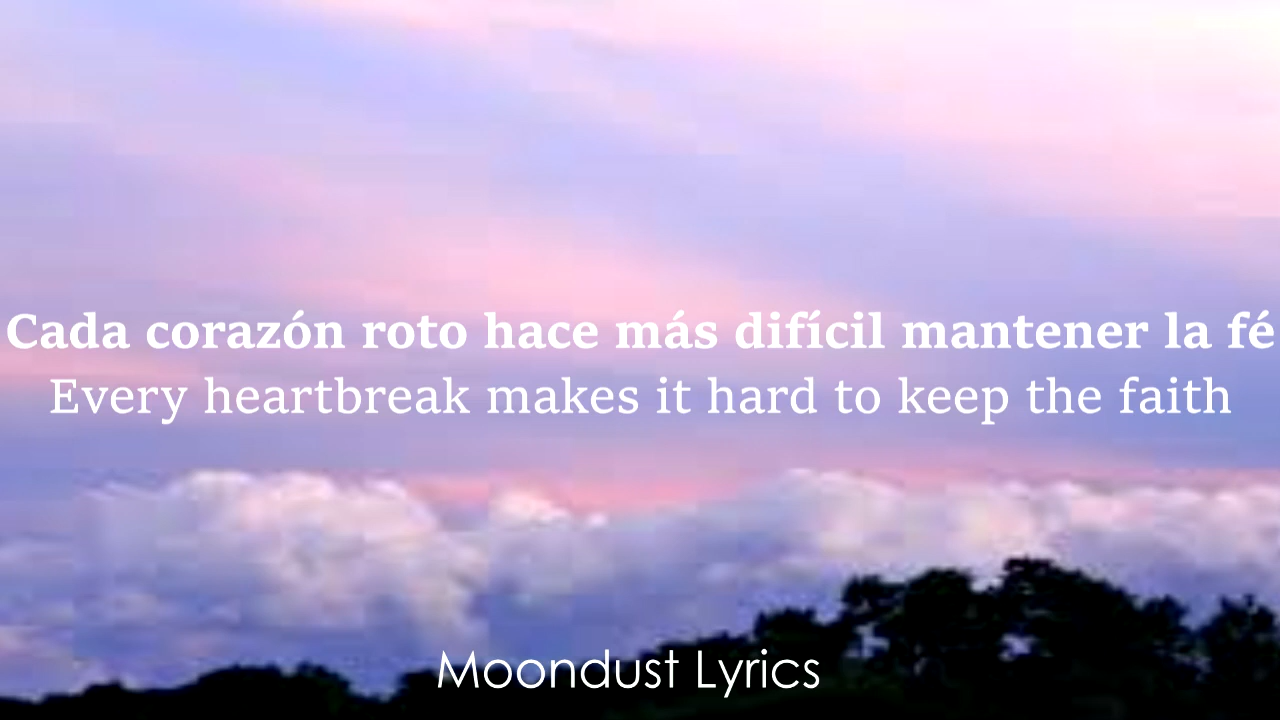 Cada corazón roto hace más difícil mantener la fé
Every heartbreak makes it hard to keep the faith
Moondust Lyrics